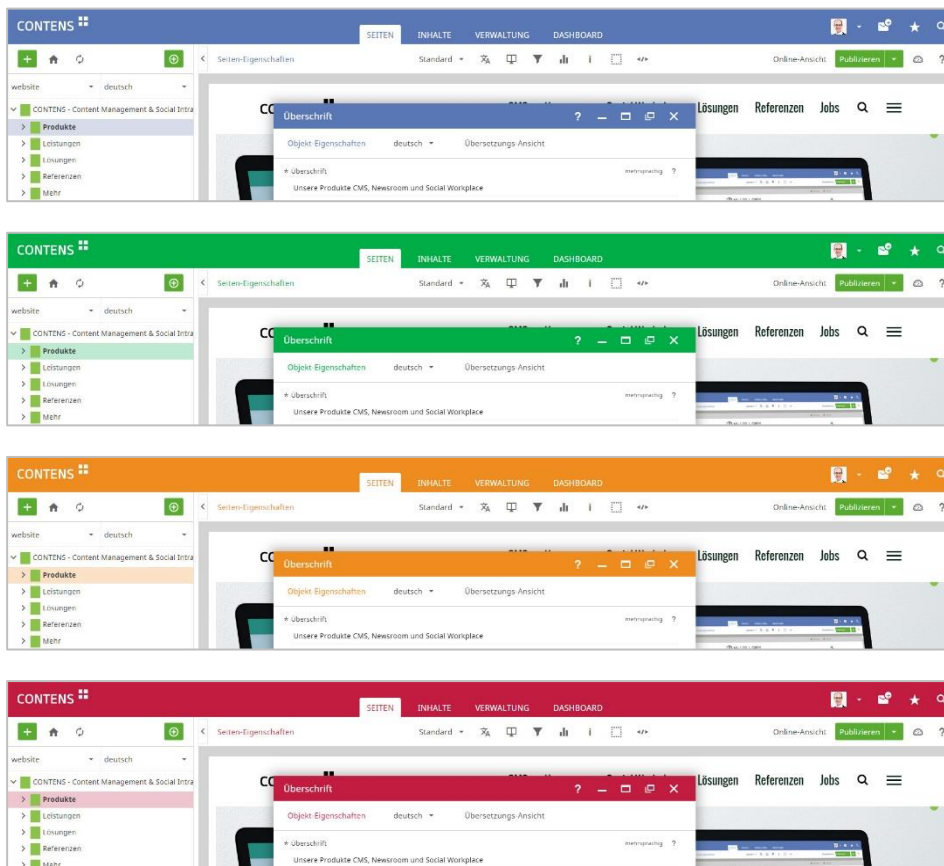 CONTENS
SEITEN INHALTE VERWALTUNG DASHBOARD
Seiten-Eigenschaften Standard Online-Ansicht Publizieren ?
website deutsch
CONTENS - Content Management & Social Intra
Produkte
Leistungen
Lösungen
Referenzen
Mehr
Lösungen Referenzen Jobs
Überschrift ?
Objekt-Eigenschaften deutsch Übersetzungs-Ansicht
* Überschrift mehrsprachig ?
Unsere Produkte CMS, Newsroom und Social Workplace
CONTENS
SEITEN INHALTE VERWALTUNG DASHBOARD
Seiten-Eigenschaften Standard Online-Ansicht Publizieren ?
website deutsch
CONTENS - Content Management & Social Intra
Produkte
Leistungen
Lösungen
Referenzen
Mehr
Lösungen Referenzen Jobs
Überschrift ?
Objekt-Eigenschaften deutsch Übersetzungs-Ansicht
* Überschrift mehrsprachig ?
Unsere Produkte CMS, Newsroom und Social Workplace
CONTENS
SEITEN INHALTE VERWALTUNG DASHBOARD
Seiten-Eigenschaften Standard Online-Ansicht Publizieren ?
website deutsch
CONTENS - Content Management & Social Intra
Produkte
Leistungen
Lösungen
Referenzen
Mehr
Lösungen Referenzen Jobs
Überschrift ?
Objekt-Eigenschaften deutsch Übersetzungs-Ansicht
* Überschrift mehrsprachig ?
Unsere Produkte CMS, Newsroom und Social Workplace
CONTENS
SEITEN INHALTE VERWALTUNG DASHBOARD
Seiten-Eigenschaften Standard Online-Ansicht Publizieren ?
website deutsch
CONTENS - Content Management & Social Intra
Produkte
Leistungen
Lösungen
Referenzen
Mehr
Lösungen Referenzen Jobs
Überschrift ?
Objekt-Eigenschaften deutsch Übersetzungs-Ansicht
* Überschrift mehrsprachig ?
Unsere Produkte CMS, Newsroom und Social Workplace